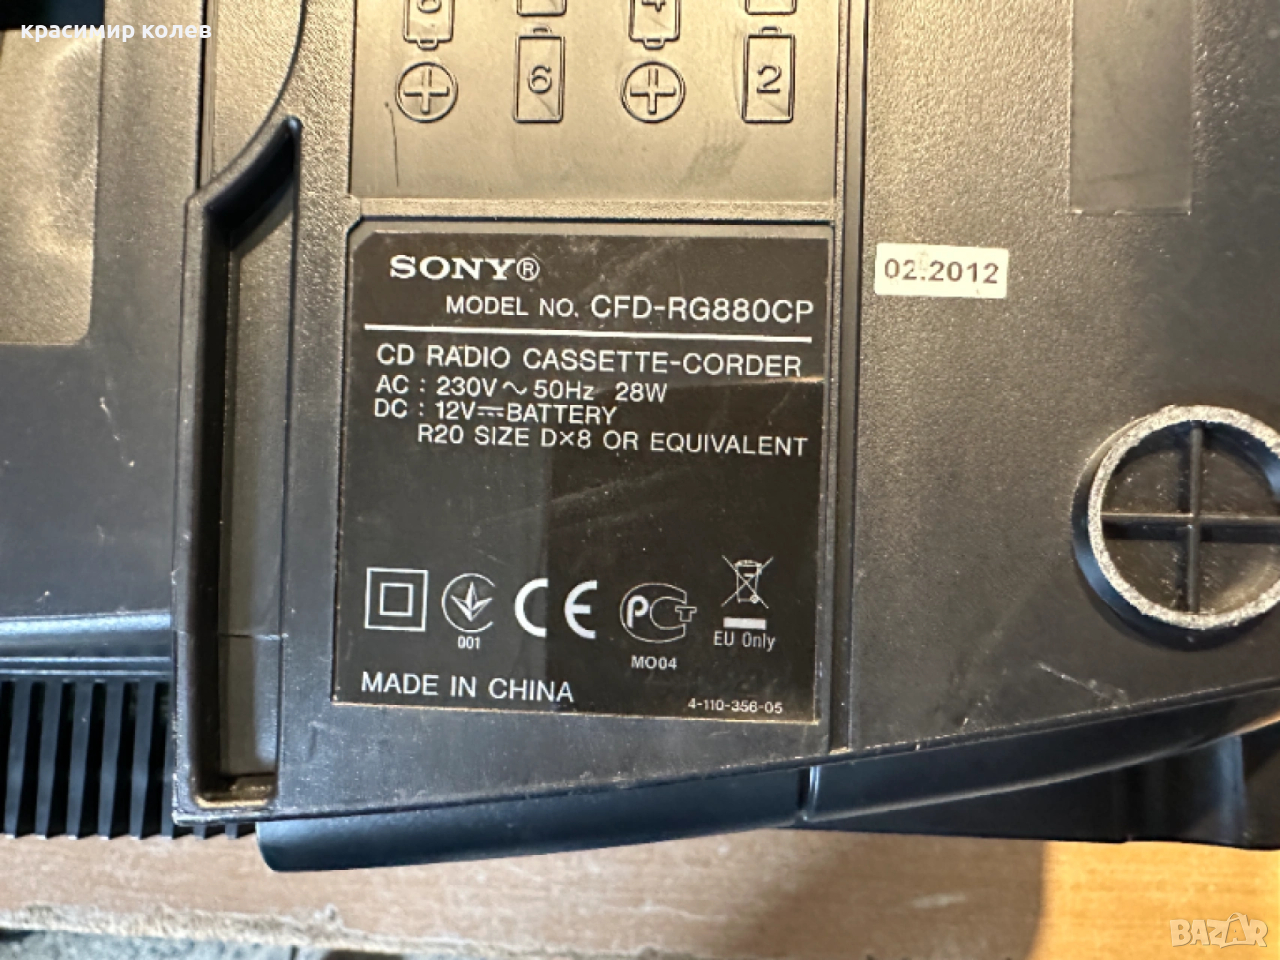 красимир колев
6 2
02.2012
SONY®
MODEL NO. CFD-RG880CP
CD RADIO CASSETTE-CORDER
AC : 230V ~ 50Hz 28W
DC : 12V⎓BATTERY
R20 SIZE D×8 OR EQUIVALENT
001
CE
PCT
MO04
EU Only
MADE IN CHINA
4-110-356-05
BAZAR